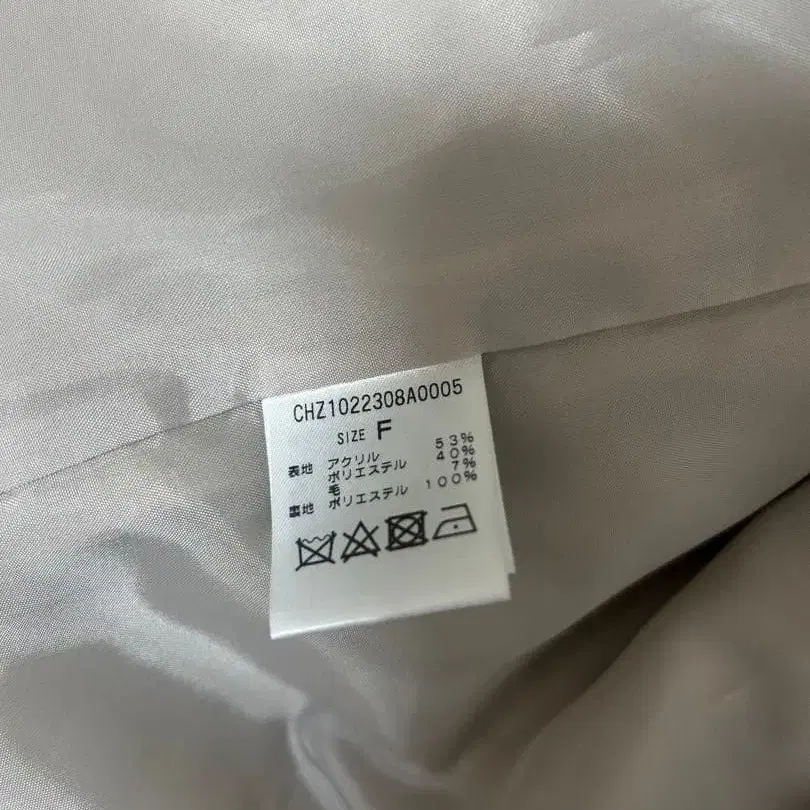 CHZ1022308A0005
SIZE F
表地 アクリル 53%
ポリエステル 40%
毛 7%
裏地 ポリエステル 100%